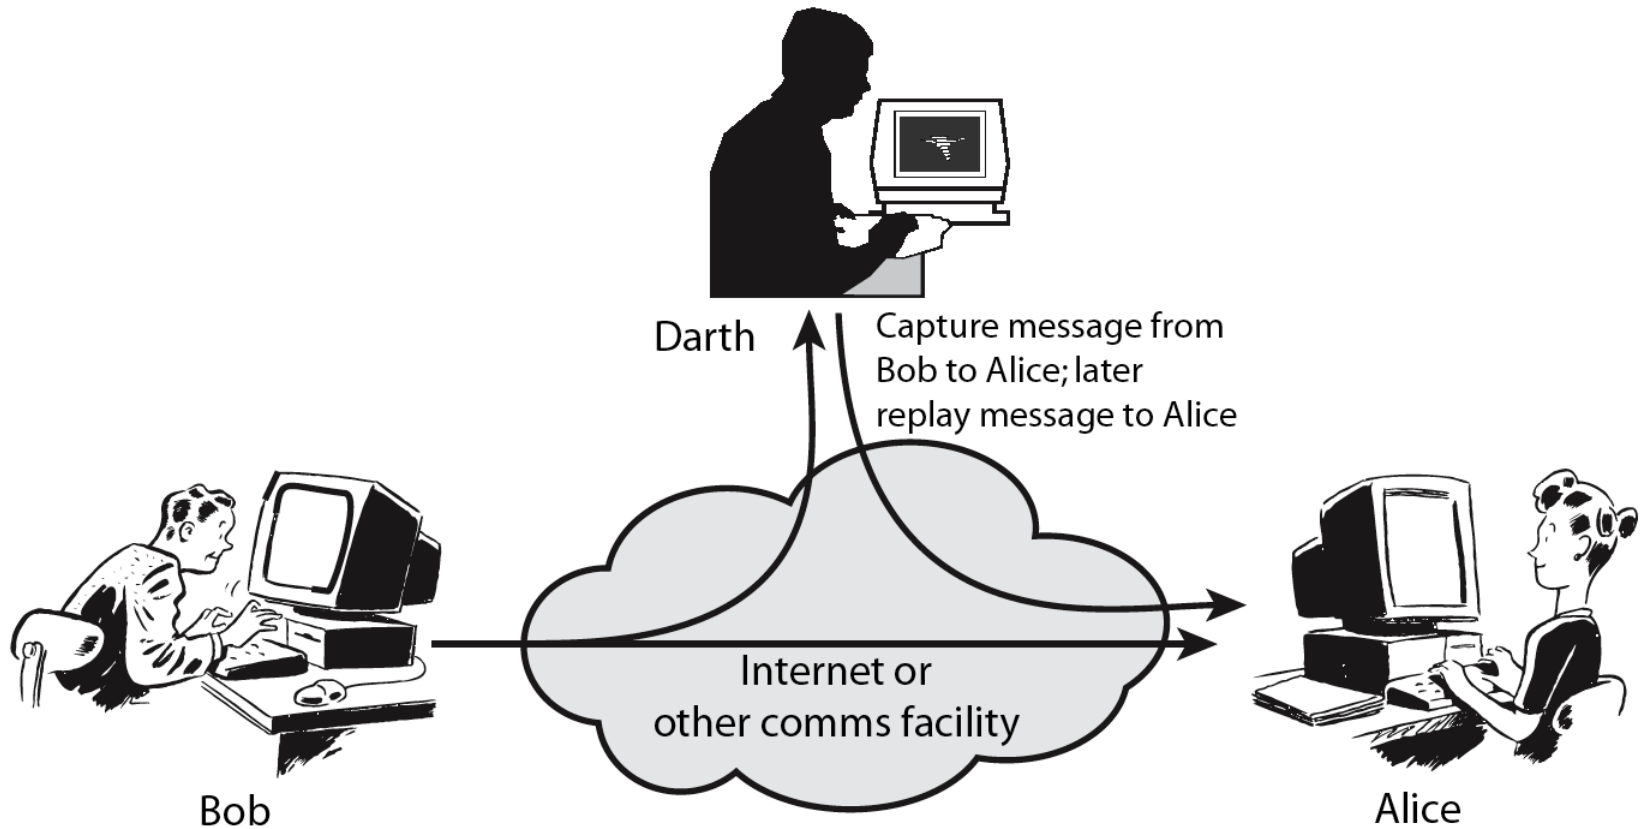 Darth
Capture message from
Bob to Alice; later
replay message to Alice
Internet or
other comms facility
Bob
Alice